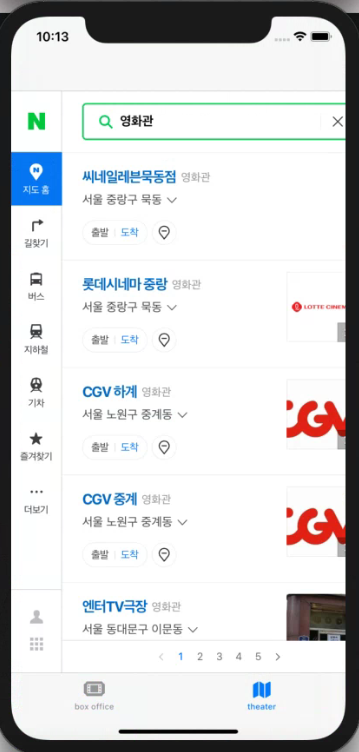 10:13
N
영화관
지도 홈
길찾기
버스
지하철
기차
즐겨찾기
더보기
씨네일레븐묵동점 영화관
서울 중랑구 묵동
출발 도착
롯데시네마 중랑 영화관
서울 중랑구 묵동
출발 도착
LOTTE CINEM
CGV 하계 영화관
서울 노원구 중계동
출발 도착
CGV
CGV 중계 영화관
서울 노원구 중계동
출발 도착
CGV
엔터TV극장 영화관
서울 동대문구 이문동
1 2 3 4 5
box office
theater